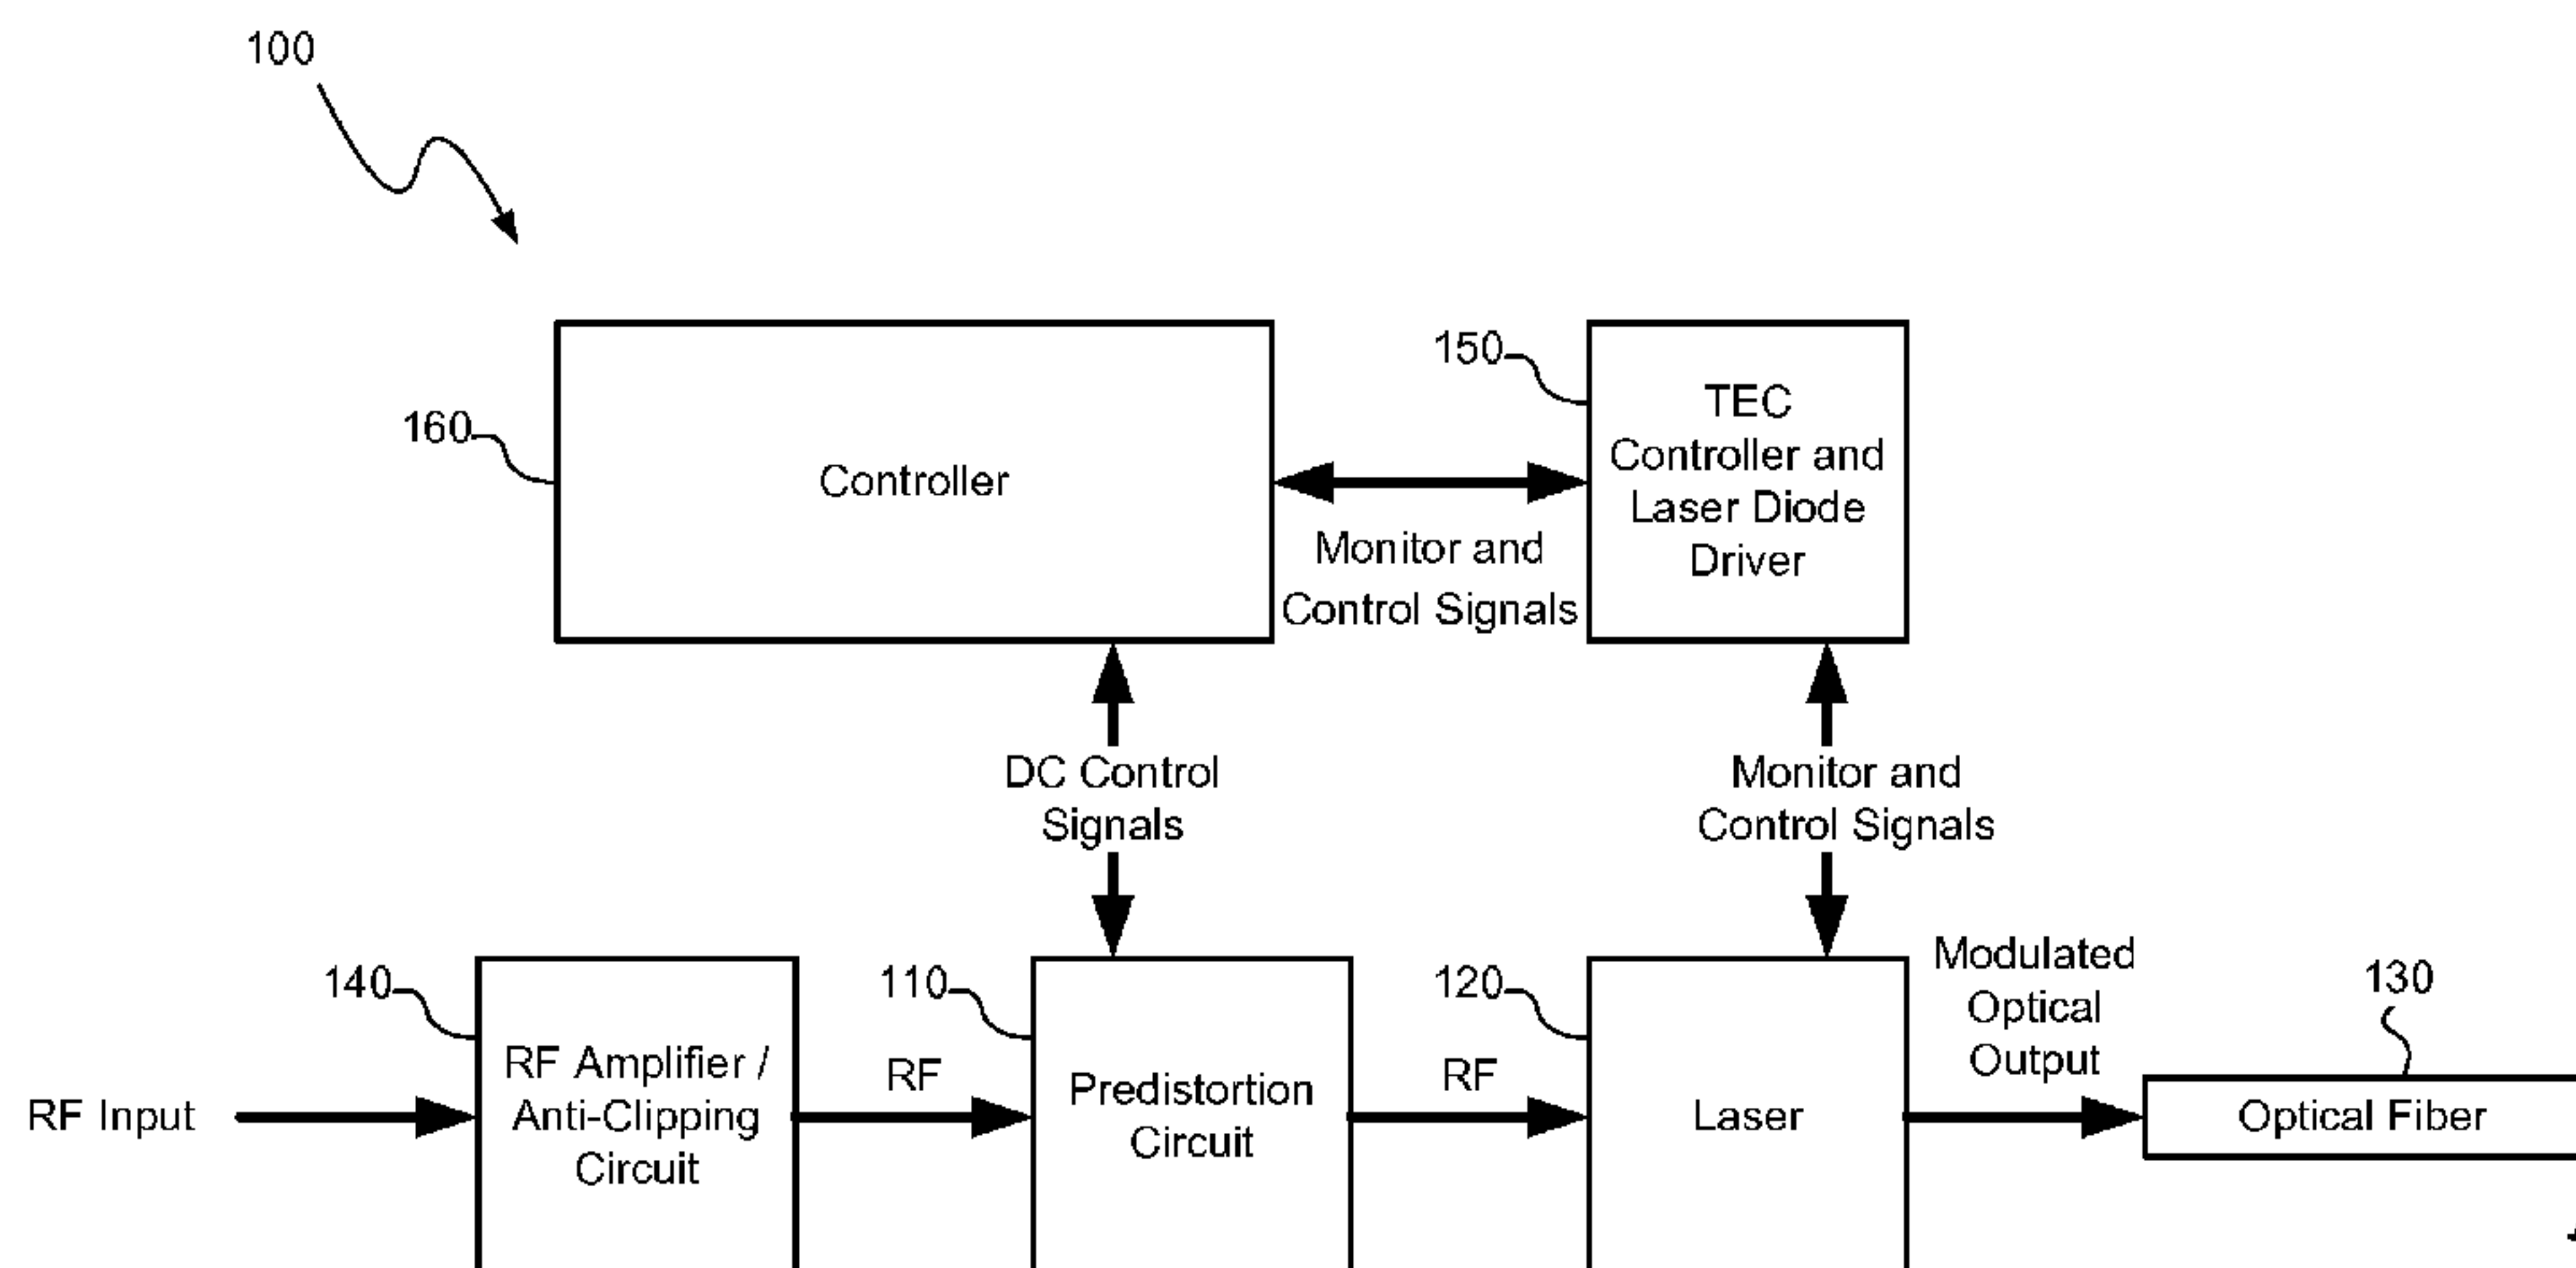 100
160
Controller
150
TEC
Controller and
Laser Diode
Driver
Monitor and
Control Signals
DC Control
Signals
Monitor and
Control Signals
RF Input
140
RF Amplifier /
Anti-Clipping
Circuit
RF
110
Predistortion
Circuit
RF
120
Laser
Modulated
Optical
Output
130
Optical Fiber